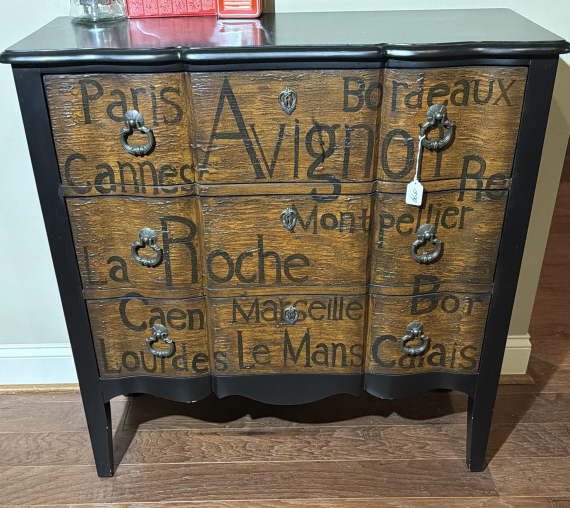 Paris Bordeaux
Avignon
Cannes Re
Montpellier
La Roche
Caen Marseille Bor
Lourdes Le Mans Calais